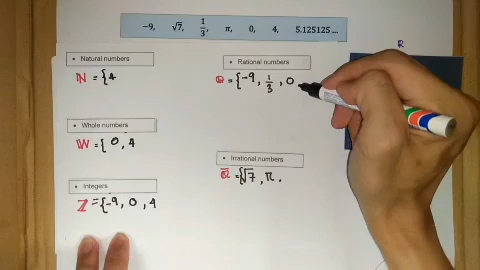 -9, √7, 1/3, π, 0, 4, 5.125125...
R
• Natural numbers
ℕ = {4
• Whole numbers
𝕎 = { 0, 4
• Integers
ℤ = {-9, 0, 4
• Rational numbers
ℚ = {-9, 1/3, 0
• Irrational numbers
ℚ̅ = {√7, π,